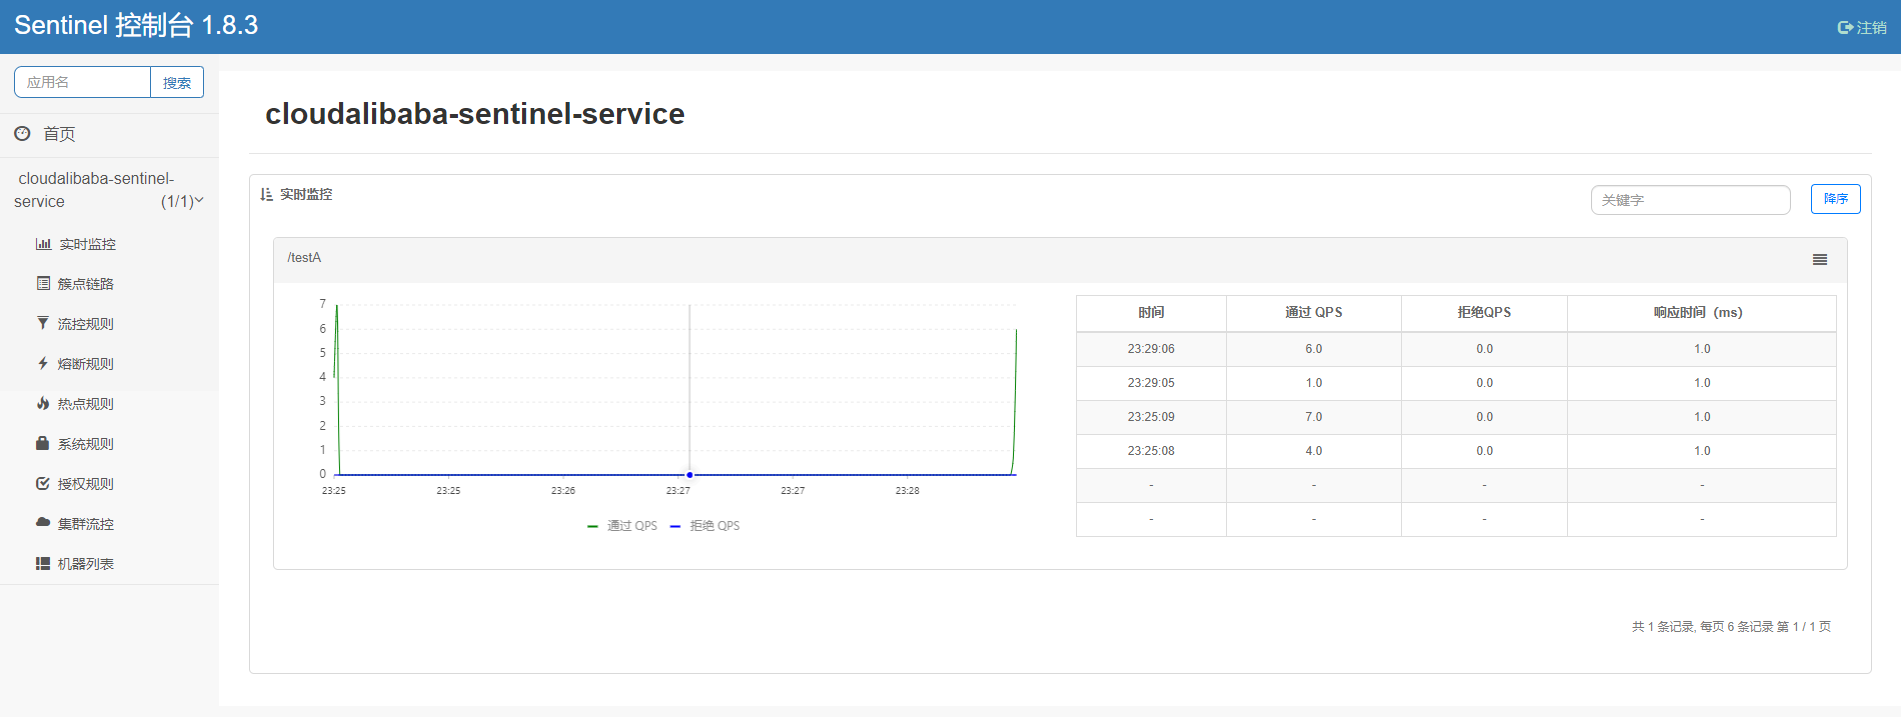 Sentinel 控制台 1.8.3
注销
应用名
搜索
首页
cloudalibaba-sentinel-
service (1/1)
实时监控
簇点链路
流控规则
熔断规则
热点规则
系统规则
授权规则
集群流控
机器列表
cloudalibaba-sentinel-service
实时监控
关键字
降序
/testA
7
6
5
4
3
2
1
0
23:25 23:25 23:26 23:27 23:27 23:28
通过 QPS 拒绝 QPS
时间 通过 QPS 拒绝QPS 响应时间（ms）
23:29:06 6.0 0.0 1.0
23:29:05 1.0 0.0 1.0
23:25:09 7.0 0.0 1.0
23:25:08 4.0 0.0 1.0
- - - -
- - - -
共 1 条记录, 每页 6 条记录 第 1 / 1 页